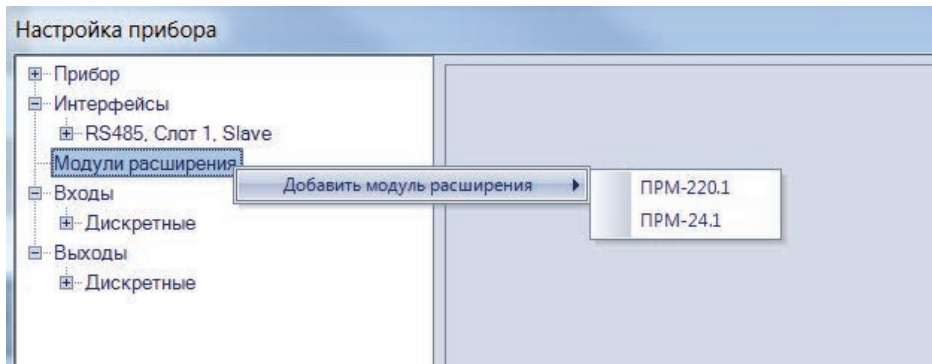 Настройка прибора
Прибор
Интерфейсы
RS485, Слот 1, Slave
Модули расширения
Добавить модуль расширения
ПРМ-220.1
ПРМ-24.1
Входы
Дискретные
Выходы
Дискретные